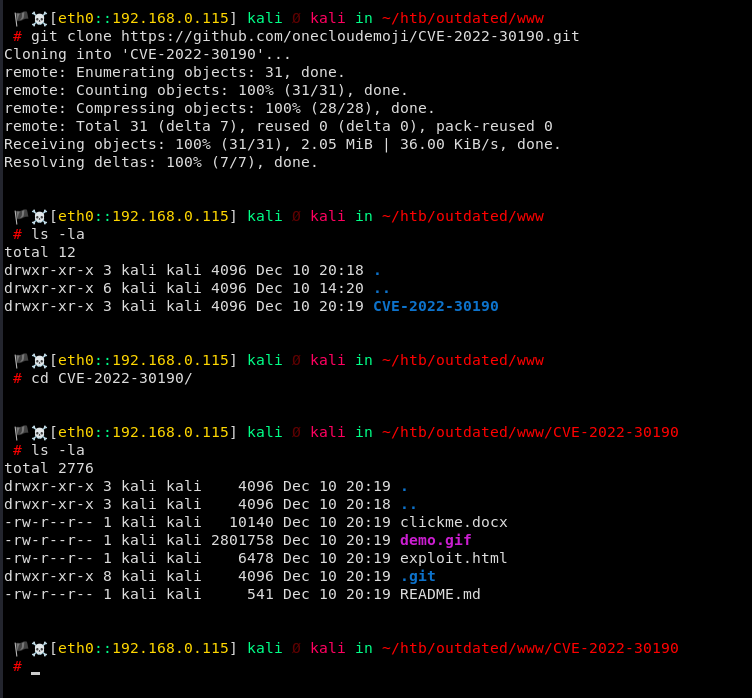 🏴☠[eth0::192.168.0.115] kali Ø kali in ~/htb/outdated/www
# git clone https://github.com/onecloudemoji/CVE-2022-30190.git
Cloning into 'CVE-2022-30190'...
remote: Enumerating objects: 31, done.
remote: Counting objects: 100% (31/31), done.
remote: Compressing objects: 100% (28/28), done.
remote: Total 31 (delta 7), reused 0 (delta 0), pack-reused 0
Receiving objects: 100% (31/31), 2.05 MiB | 36.00 KiB/s, done.
Resolving deltas: 100% (7/7), done.
🏴☠[eth0::192.168.0.115] kali Ø kali in ~/htb/outdated/www
# ls -la
total 12
drwxr-xr-x 3 kali kali 4096 Dec 10 20:18 .
drwxr-xr-x 6 kali kali 4096 Dec 10 14:20 ..
drwxr-xr-x 3 kali kali 4096 Dec 10 20:19 CVE-2022-30190
🏴☠[eth0::192.168.0.115] kali Ø kali in ~/htb/outdated/www
# cd CVE-2022-30190/
🏴☠[eth0::192.168.0.115] kali Ø kali in ~/htb/outdated/www/CVE-2022-30190
# ls -la
total 2776
drwxr-xr-x 3 kali kali    4096 Dec 10 20:19 .
drwxr-xr-x 3 kali kali    4096 Dec 10 20:18 ..
-rw-r--r-- 1 kali kali   10140 Dec 10 20:19 clickme.docx
-rw-r--r-- 1 kali kali 2801758 Dec 10 20:19 demo.gif
-rw-r--r-- 1 kali kali    6478 Dec 10 20:19 exploit.html
drwxr-xr-x 8 kali kali    4096 Dec 10 20:19 .git
-rw-r--r-- 1 kali kali     541 Dec 10 20:19 README.md
🏴☠[eth0::192.168.0.115] kali Ø kali in ~/htb/outdated/www/CVE-2022-30190
# _